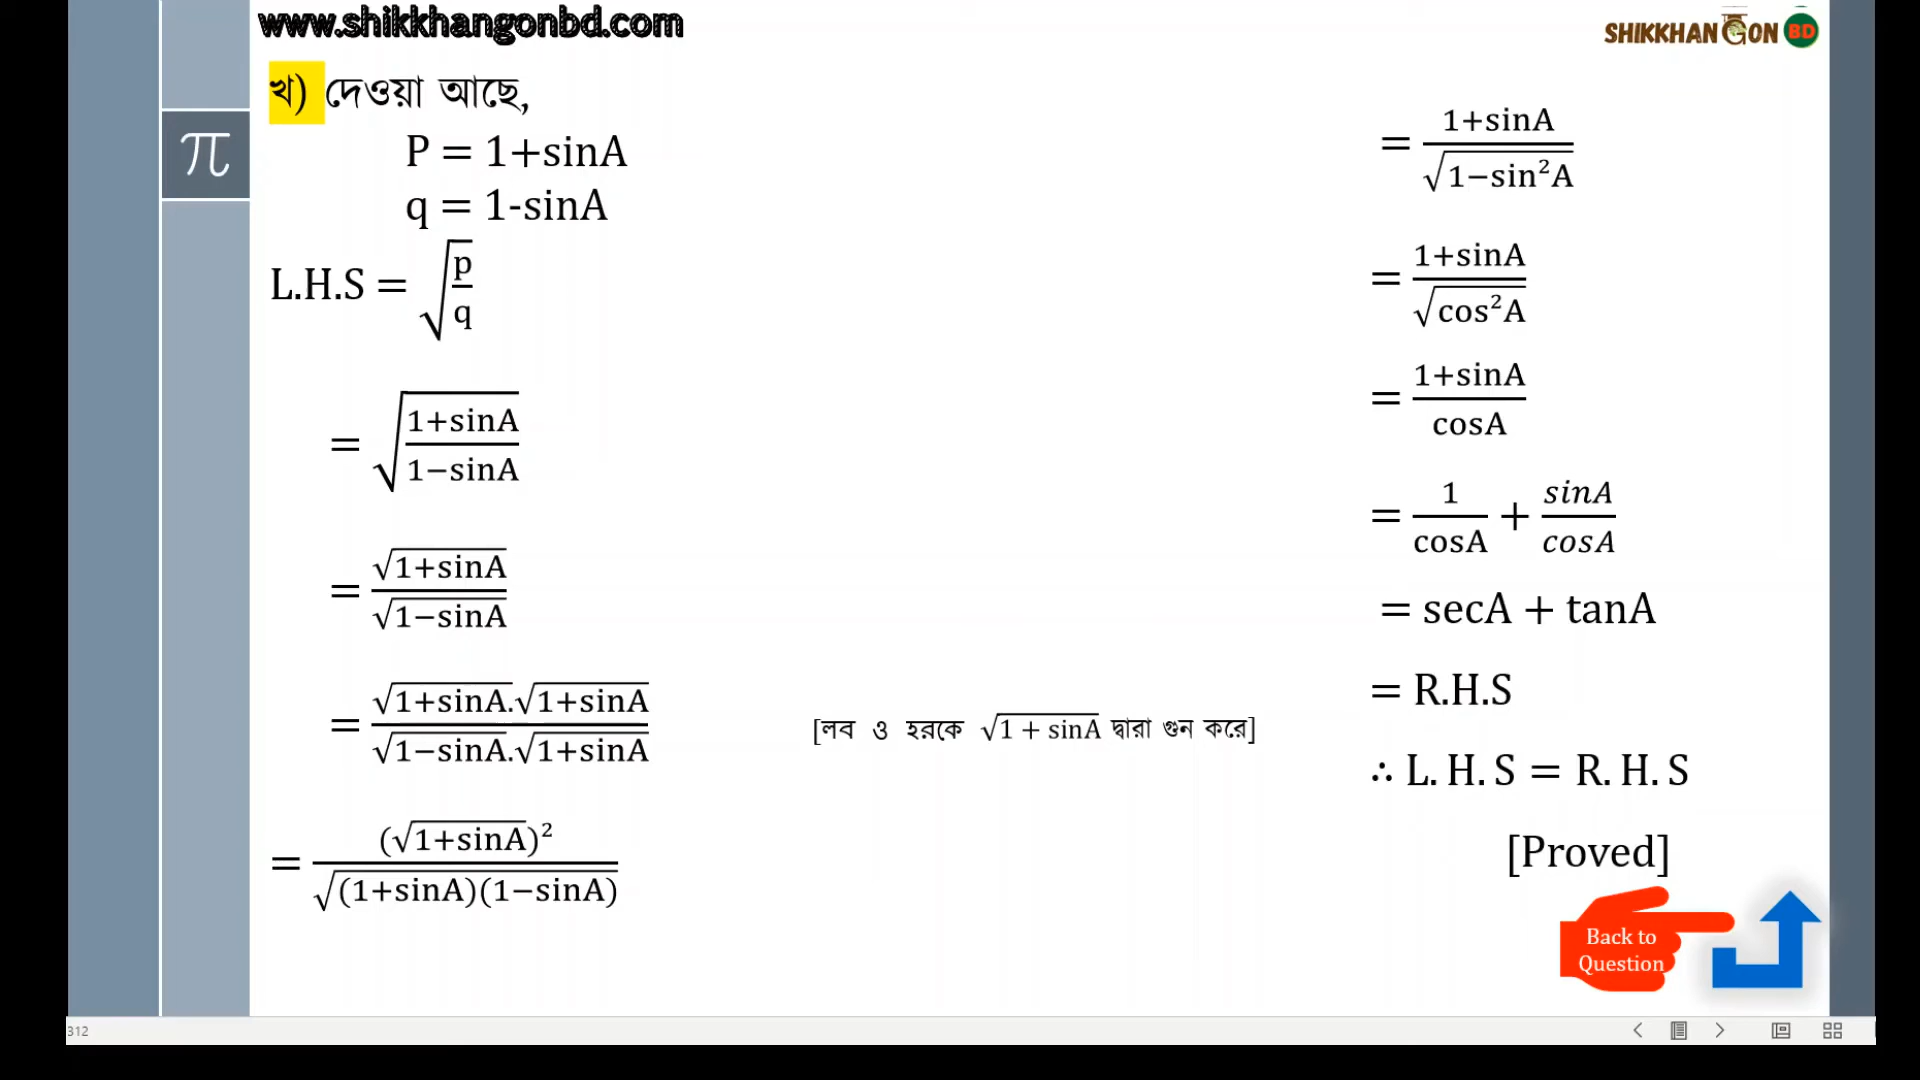 www.shikkhangonbd.com
SHIKKHANGON BD
π
খ) দেওয়া আছে,
P = 1+sinA
q = 1-sinA
L.H.S = √(p/q)
= √((1+sinA)/(1−sinA))
= √(1+sinA)/√(1−sinA)
= (√(1+sinA).√(1+sinA))/(√(1−sinA).√(1+sinA)) [লব ও হরকে √(1 + sinA) দ্বারা গুন করে]
= (√(1+sinA))²/√((1+sinA)(1−sinA))
= (1+sinA)/√(1−sin²A)
= (1+sinA)/√(cos²A)
= (1+sinA)/cosA
= 1/cosA + sinA/cosA
= secA + tanA
= R.H.S
∴ L. H. S = R. H. S
[Proved]
Back to
Question
312